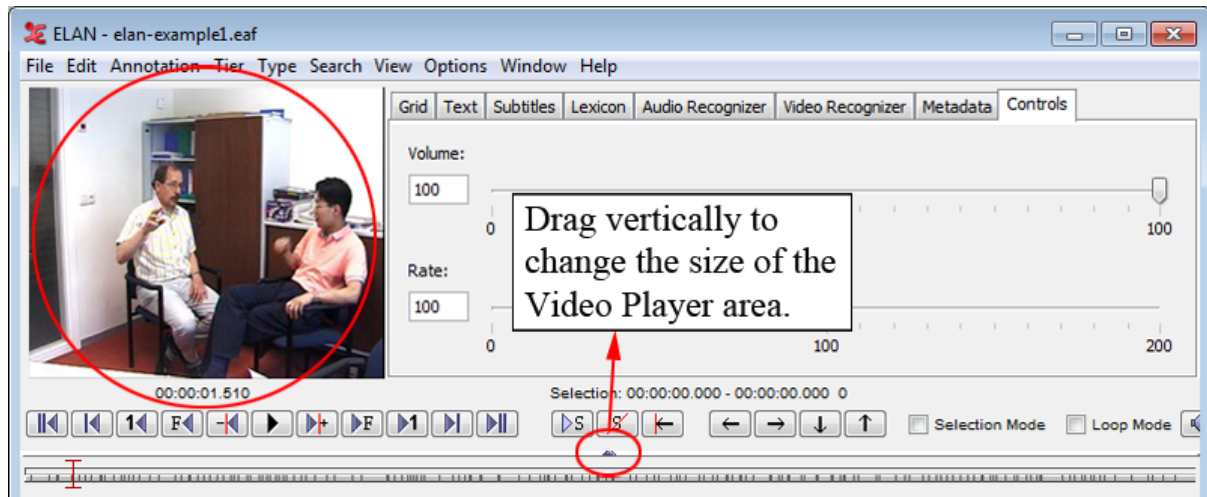 ELAN - elan-example1.eaf
File Edit Annotation Tier Type Search View Options Window Help
Grid Text Subtitles Lexicon Audio Recognizer Video Recognizer Metadata Controls
Volume:
100
0 100
Drag vertically to
change the size of the
Video Player area.
Rate:
100
0 100 200
00:00:01.510
Selection: 00:00:00.000 - 00:00:00.000 0
1 F F 1 S S Selection Mode Loop Mode